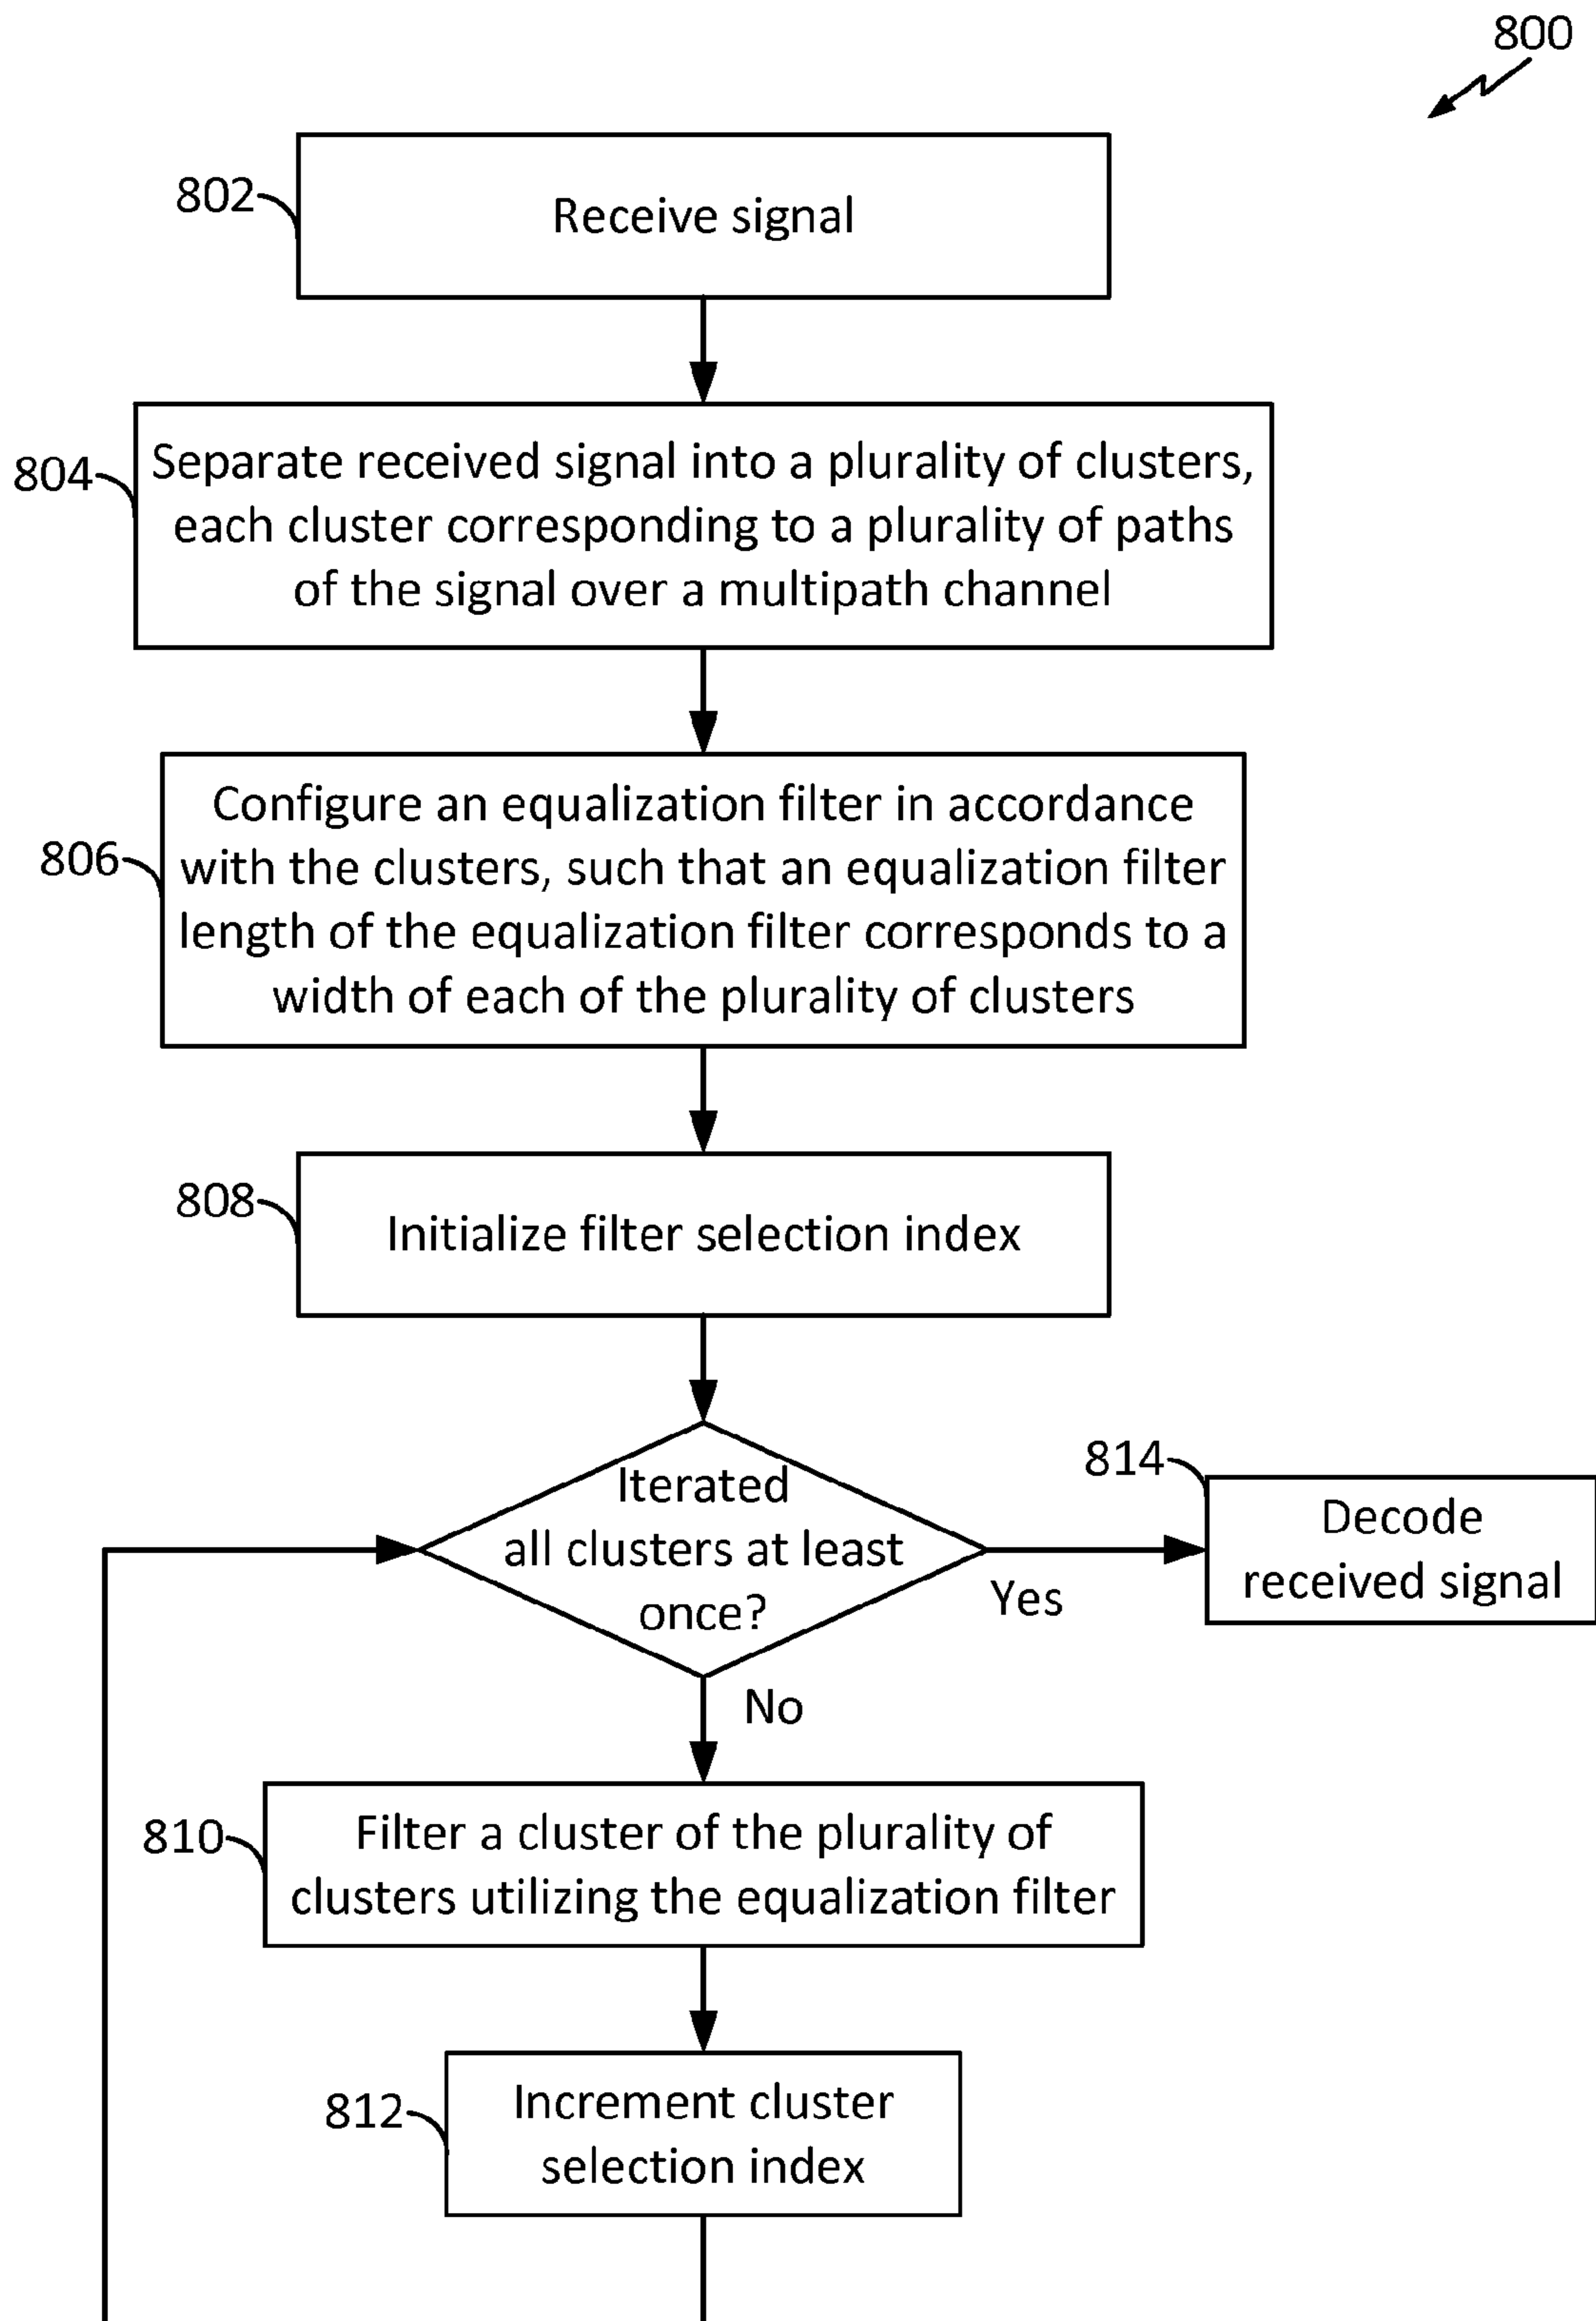 800
802
Receive signal
804
Separate received signal into a plurality of clusters,
each cluster corresponding to a plurality of paths
of the signal over a multipath channel
806
Configure an equalization filter in accordance
with the clusters, such that an equalization filter
length of the equalization filter corresponds to a
width of each of the plurality of clusters
808
Initialize filter selection index
Iterated
all clusters at least
once?
Yes
814
Decode
received signal
No
810
Filter a cluster of the plurality of
clusters utilizing the equalization filter
812
Increment cluster
selection index